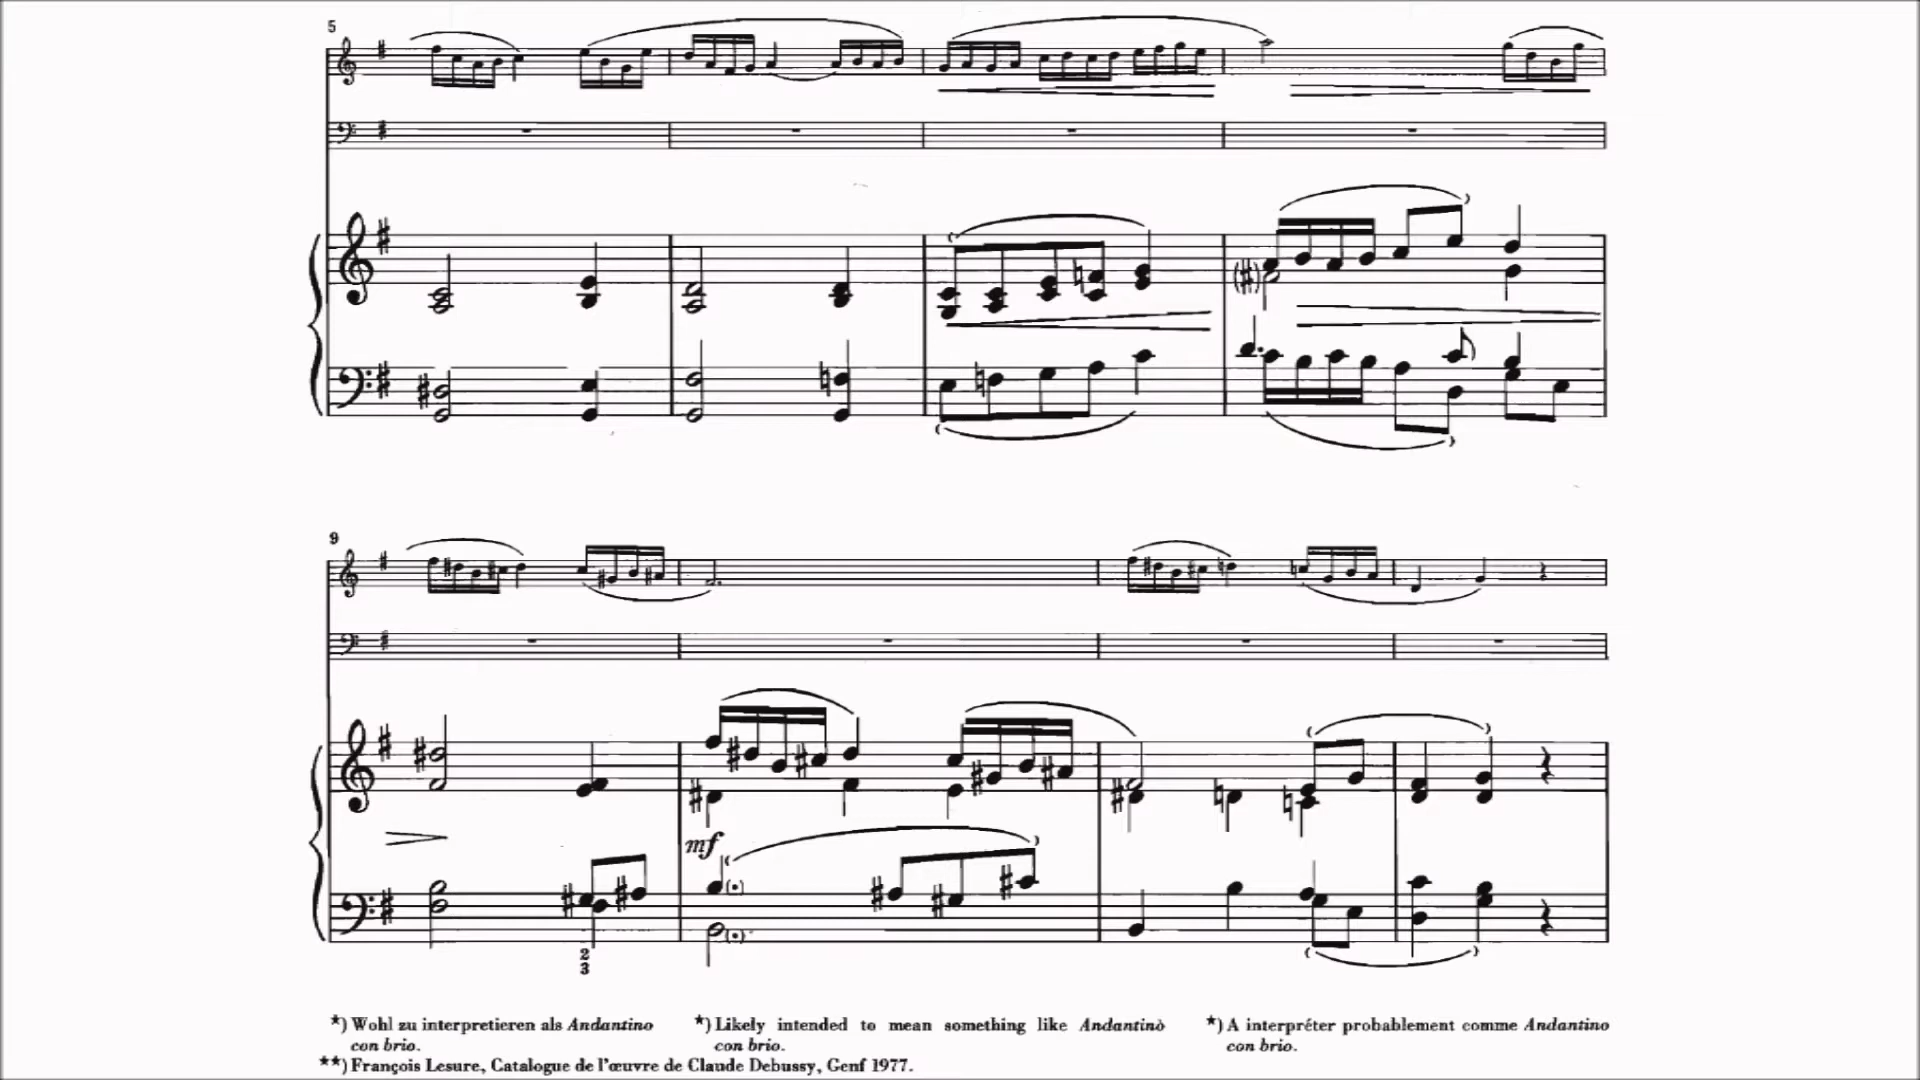 5
9
mf
2
3
*) Wohl zu interpretieren als Andantino
con brio.
*) Likely intended to mean something like Andantino
con brio.
*) A interpréter probablement comme Andantino
con brio.
**) François Lesure, Catalogue de l'œuvre de Claude Debussy, Genf 1977.